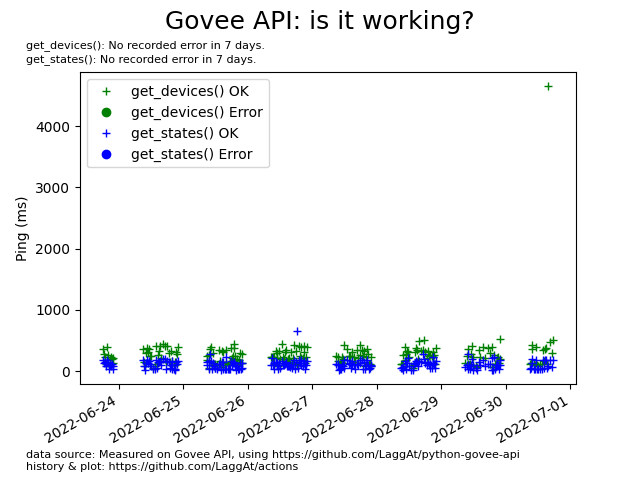 Govee API: is it working?
get_devices(): No recorded error in 7 days.
get_states(): No recorded error in 7 days.
get_devices() OK
get_devices() Error
get_states() OK
get_states() Error
Ping (ms)
4000
3000
2000
1000
0
2022-06-24
2022-06-25
2022-06-26
2022-06-27
2022-06-28
2022-06-29
2022-06-30
2022-07-01
data source: Measured on Govee API, using https://github.com/LaggAt/python-govee-api
history & plot: https://github.com/LaggAt/actions